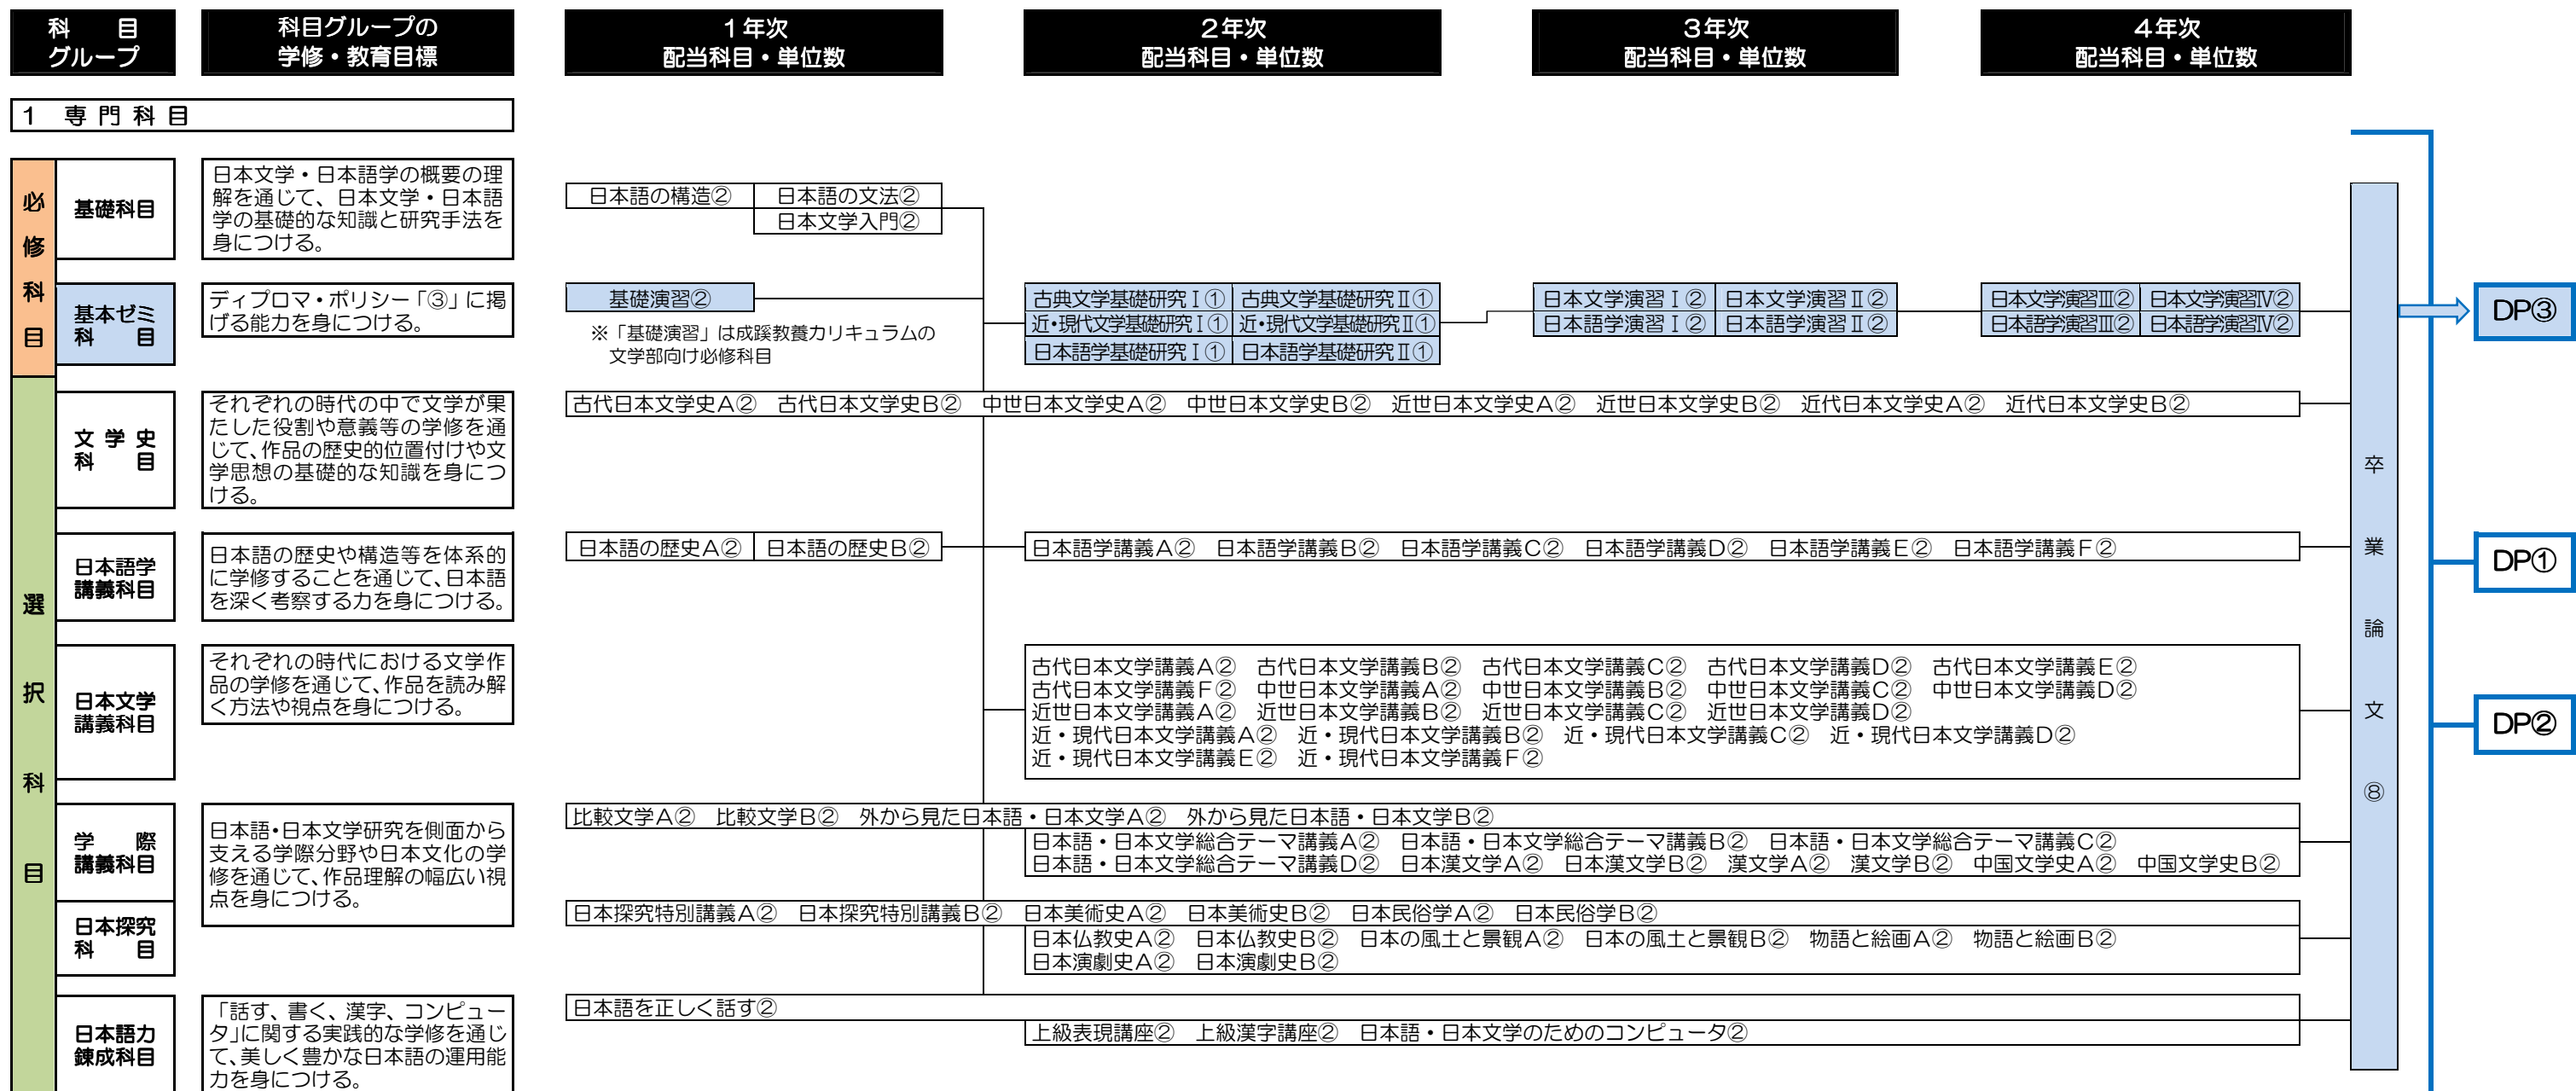 科　　目
グループ
科目グループの
学修・教育目標
１年次
配当科目・単位数
２年次
配当科目・単位数
３年次
配当科目・単位数
４年次
配当科目・単位数
１　専 門 科 目
必修科目
基礎科目
日本文学・日本語学の概要の理
解を通じて、日本文学・日本語
学の基礎的な知識と研究手法を
身につける。
日本語の構造②　日本語の文法②
日本文学入門②
基本ゼミ
科　　目
ディプロマ・ポリシー「③」に掲
げる能力を身につける。
基礎演習②
※「基礎演習」は成蹊教養カリキュラムの
文学部向け必修科目
古典文学基礎研究Ⅰ①　古典文学基礎研究Ⅱ①
近・現代文学基礎研究Ⅰ①　近・現代文学基礎研究Ⅱ①
日本語学基礎研究Ⅰ①　日本語学基礎研究Ⅱ①
日本文学演習Ⅰ②　日本文学演習Ⅱ②
日本語学演習Ⅰ②　日本語学演習Ⅱ②
日本文学演習Ⅲ②　日本文学演習Ⅳ②
日本語学演習Ⅲ②　日本語学演習Ⅳ②
DP③
選択科目
文 学 史
科　　目
それぞれの時代の中で文学が果
たした役割や意義等の学修を通
じて、作品の歴史的位置付けや文
学思想の基礎的な知識を身につ
ける。
古代日本文学史Ａ②　古代日本文学史Ｂ②　中世日本文学史Ａ②　中世日本文学史Ｂ②　近世日本文学史Ａ②　近世日本文学史Ｂ②　近代日本文学史Ａ②　近代日本文学史Ｂ②
日本語学
講義科目
日本語の歴史や構造等を体系的
に学修することを通じて、日本語
を深く考察する力を身につける。
日本語の歴史Ａ②　日本語の歴史Ｂ②
日本語学講義Ａ②　日本語学講義Ｂ②　日本語学講義Ｃ②　日本語学講義Ｄ②　日本語学講義Ｅ②　日本語学講義Ｆ②
DP①
日本文学
講義科目
それぞれの時代における文学作
品の学修を通じて、作品を読み解
く方法や視点を身につける。
古代日本文学講義Ａ②　古代日本文学講義Ｂ②　古代日本文学講義Ｃ②　古代日本文学講義Ｄ②　古代日本文学講義Ｅ②
古代日本文学講義Ｆ②　中世日本文学講義Ａ②　中世日本文学講義Ｂ②　中世日本文学講義Ｃ②　中世日本文学講義Ｄ②
近世日本文学講義Ａ②　近世日本文学講義Ｂ②　近世日本文学講義Ｃ②　近世日本文学講義Ｄ②
近・現代日本文学講義Ａ②　近・現代日本文学講義Ｂ②　近・現代日本文学講義Ｃ②　近・現代日本文学講義Ｄ②
近・現代日本文学講義Ｅ②　近・現代日本文学講義Ｆ②
DP②
学　　際
講義科目
日本語・日本文学研究を側面から
支える学際分野や日本文化の学
修を通じて、作品理解の幅広い視
点を身につける。
比較文学Ａ②　比較文学Ｂ②　外から見た日本語・日本文学Ａ②　外から見た日本語・日本文学Ｂ②
日本語・日本文学総合テーマ講義Ａ②　日本語・日本文学総合テーマ講義Ｂ②　日本語・日本文学総合テーマ講義Ｃ②
日本語・日本文学総合テーマ講義Ｄ②　日本漢文学Ａ②　日本漢文学Ｂ②　漢文学Ａ②　漢文学Ｂ②　中国文学史Ａ②　中国文学史Ｂ②
日本探究
科　　目
日本探究特別講義Ａ②　日本探究特別講義Ｂ②　日本美術史Ａ②　日本美術史Ｂ②　日本民俗学Ａ②　日本民俗学Ｂ②
日本仏教史Ａ②　日本仏教史Ｂ②　日本の風土と景観Ａ②　日本の風土と景観Ｂ②　物語と絵画Ａ②　物語と絵画Ｂ②
日本演劇史Ａ②　日本演劇史Ｂ②
日本語力
錬成科目
「話す、書く、漢字、コンピュー
タ」に関する実践的な学修を通じ
て、美しく豊かな日本語の運用能
力を身につける。
日本語を正しく話す②
上級表現講座②　上級漢字講座②　日本語・日本文学のためのコンピュータ②
卒業論文⑧